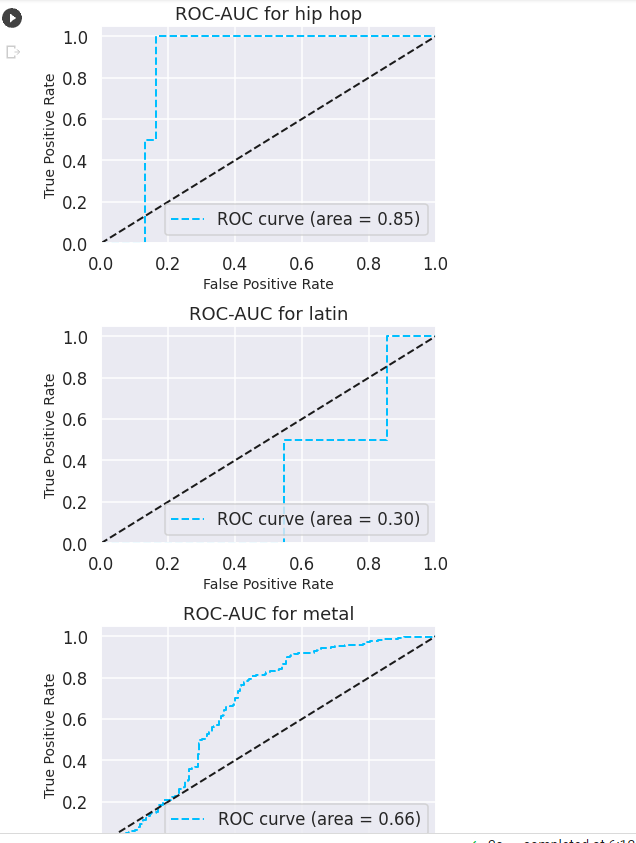 ROC-AUC for hip hop
1.0
0.8
0.6
0.4
0.2
0.0
True Positive Rate
ROC curve (area = 0.85)
0.0 0.2 0.4 0.6 0.8 1.0
False Positive Rate
ROC-AUC for latin
1.0
0.8
0.6
0.4
0.2
0.0
True Positive Rate
ROC curve (area = 0.30)
0.0 0.2 0.4 0.6 0.8 1.0
False Positive Rate
ROC-AUC for metal
1.0
0.8
0.6
0.4
0.2
True Positive Rate
ROC curve (area = 0.66)
completed at